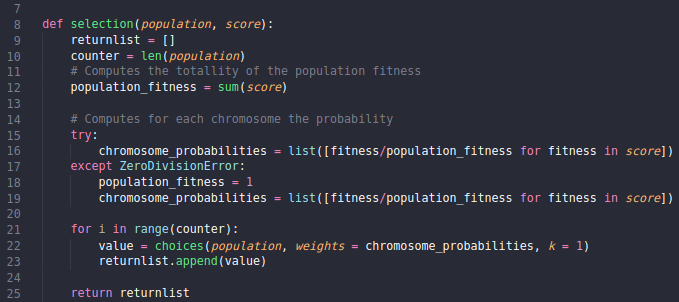 7
8 def selection(population, score):
9     returnlist = []
10     counter = len(population)
11     # Computes the totallity of the population fitness
12     population_fitness = sum(score)
13
14     # Computes for each chromosome the probability
15     try:
16         chromosome_probabilities = list([fitness/population_fitness for fitness in score])
17     except ZeroDivisionError:
18         population_fitness = 1
19         chromosome_probabilities = list([fitness/population_fitness for fitness in score])
20
21     for i in range(counter):
22         value = choices(population, weights = chromosome_probabilities, k = 1)
23         returnlist.append(value)
24
25     return returnlist